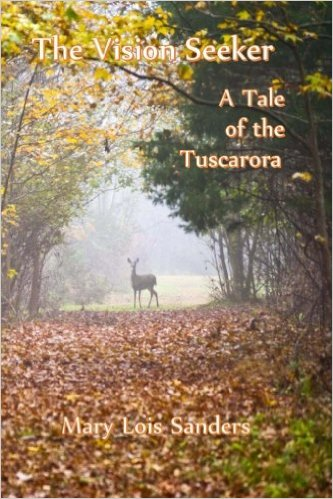 The Vision Seeker
A Tale
of the
Tuscarora
Mary Lois Sanders